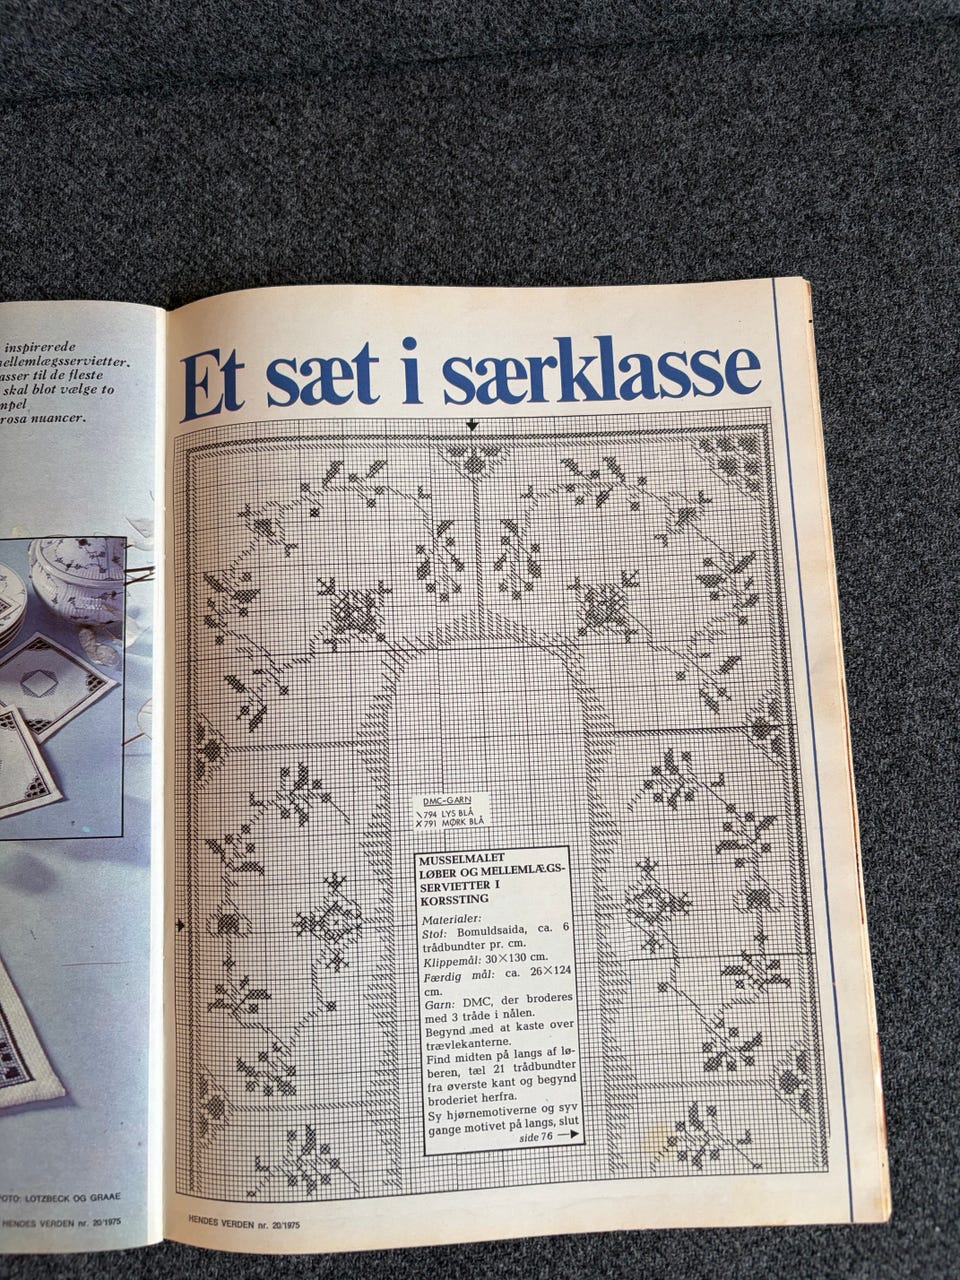 inspirerede
mellemlægsservietter.
asser til de fleste
skal blot vælge to
mpel
rosa nuancer.
FOTO: LOTZBECK OG GRAAE
HENDES VERDEN nr. 20/1975
Et sæt i særklasse
DMC-GARN
\794 LYS BLÅ
X791 MØRK BLÅ
MUSSELMALET
LØBER OG MELLEMLÆGS-
SERVIETTER I
KORSSTING
Materialer:
Stof: Bomuldsaida, ca. 6
trådbundter pr. cm.
Klippemål: 30×130 cm.
Færdig mål: ca. 26×124
cm.
Garn: DMC, der broderes
med 3 tråde i nålen.
Begynd med at kaste over
trævlekanterne.
Find midten på langs af lø-
beren, tæl 21 trådbundter
fra øverste kant og begynd
broderiet herfra.
Sy hjørnemotiverne og syv
gange motivet på langs, slut
side 76
HENDES VERDEN nr. 20/1975